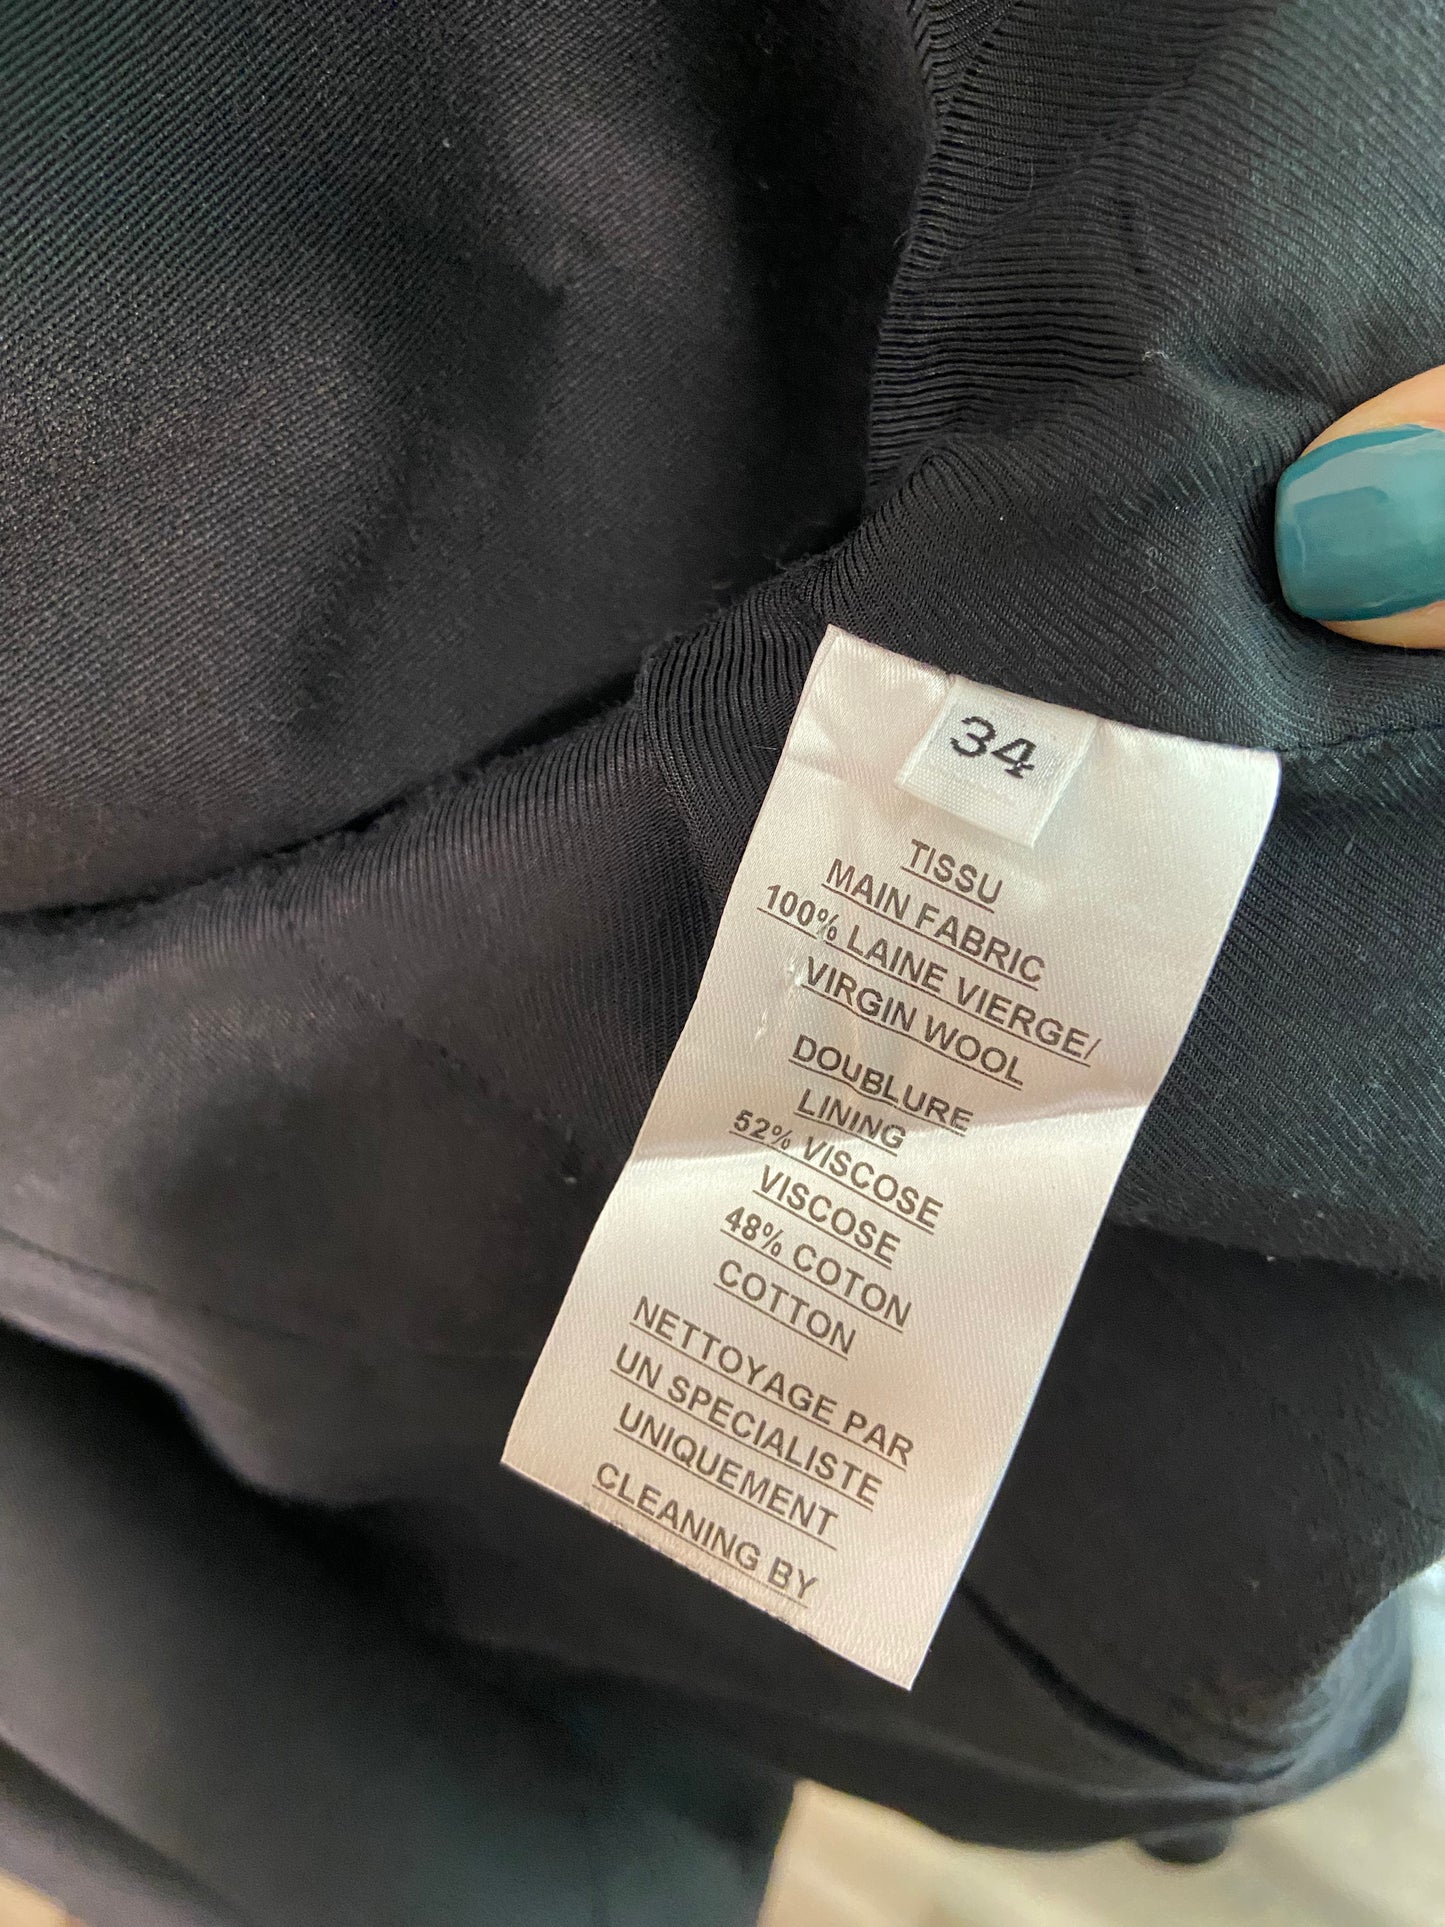 34
TISSU
MAIN FABRIC
100% LAINE VIERGE/
VIRGIN WOOL
DOUBLURE
LINING
52% VISCOSE
VISCOSE
48% COTON
COTTON
NETTOYAGE PAR
UN SPECIALISTE
UNIQUEMENT
CLEANING BY